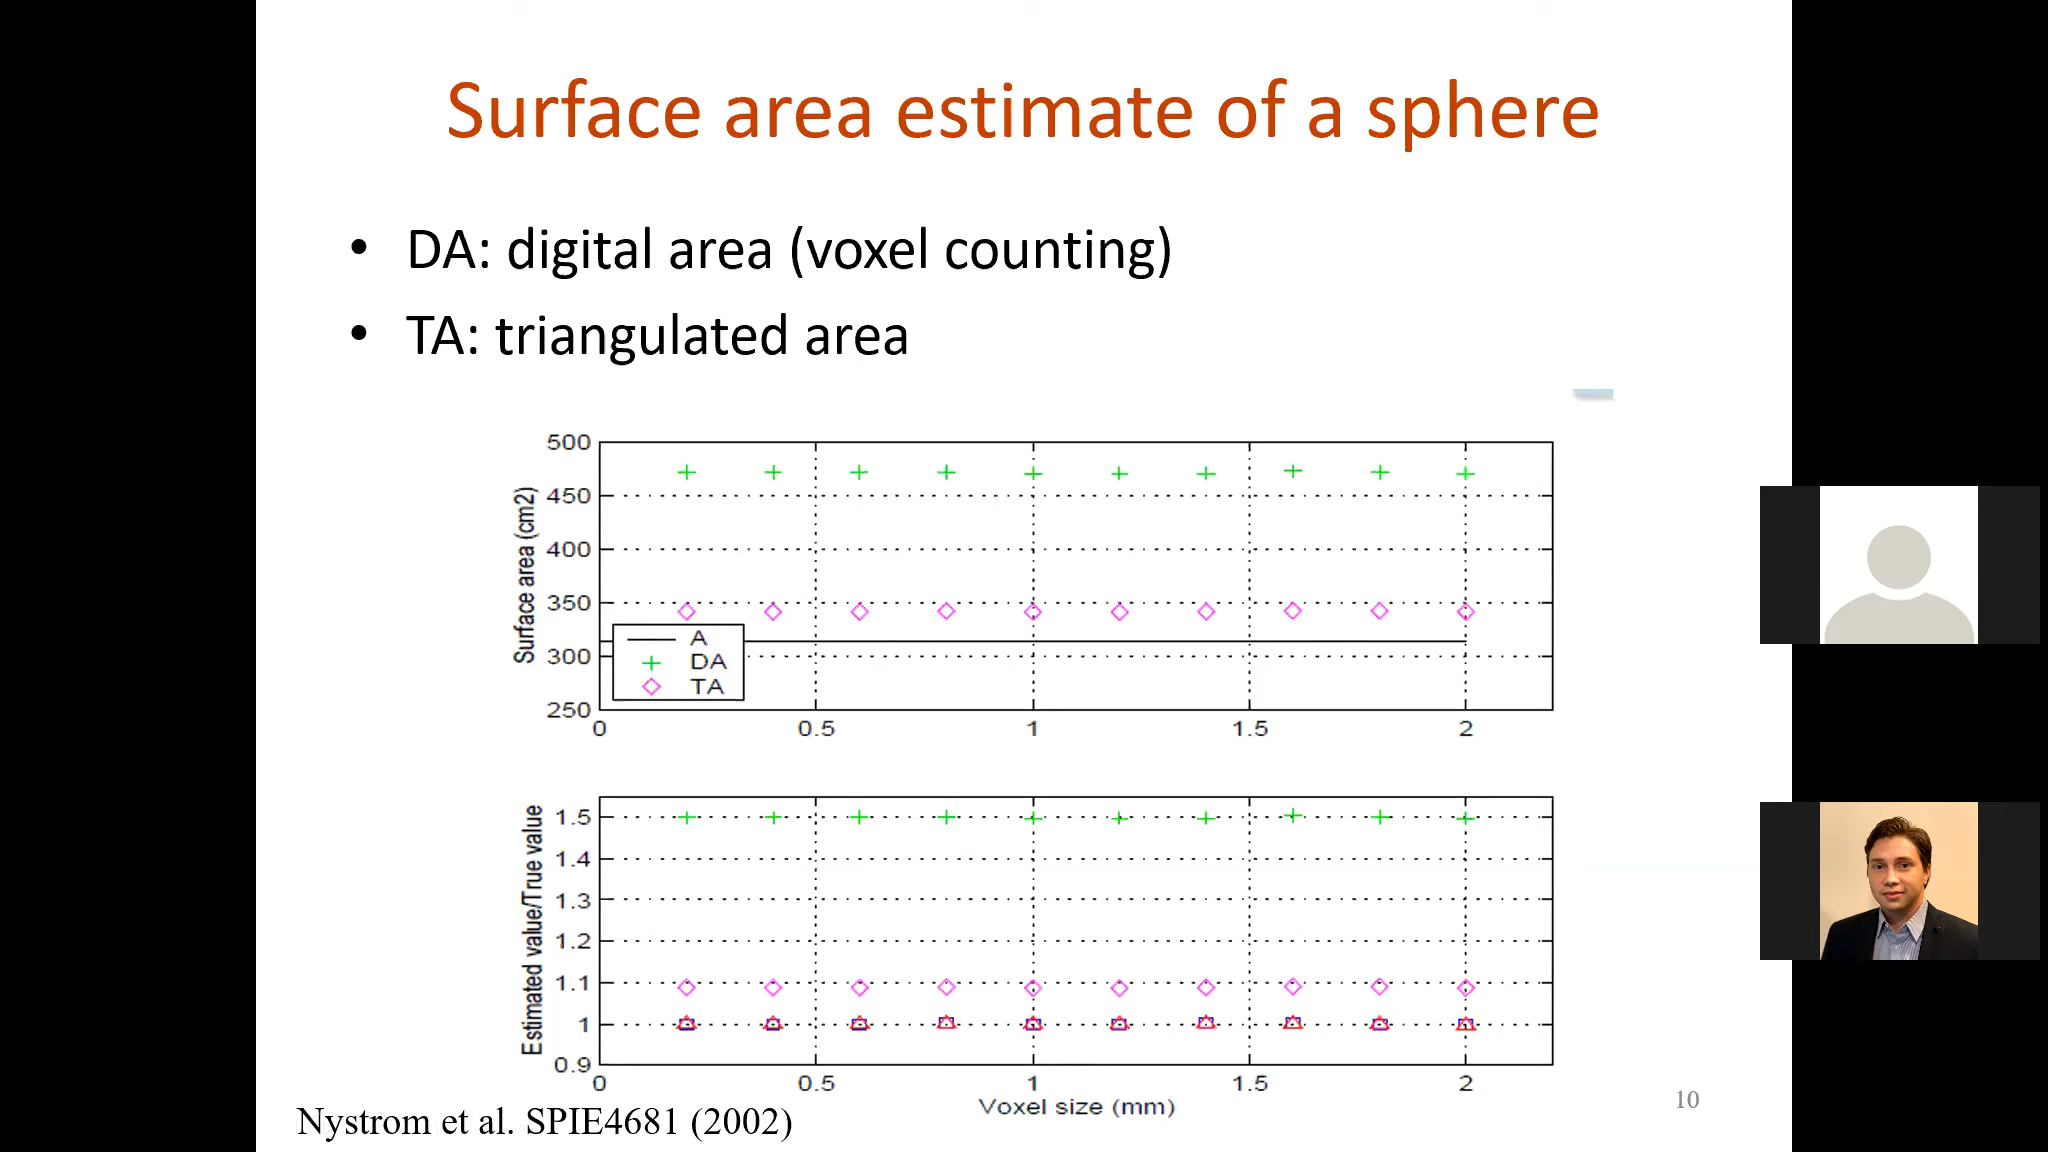 Surface area estimate of a sphere
• DA: digital area (voxel counting)
• TA: triangulated area
Surface area (cm2)
500
450
400
350
300
250
A
DA
TA
0 0.5 1 1.5 2
Estimated value/True value
1.5
1.4
1.3
1.2
1.1
1
0.9
0 0.5 1 1.5 2
Voxel size (mm)
Nystrom et al. SPIE4681 (2002)
10